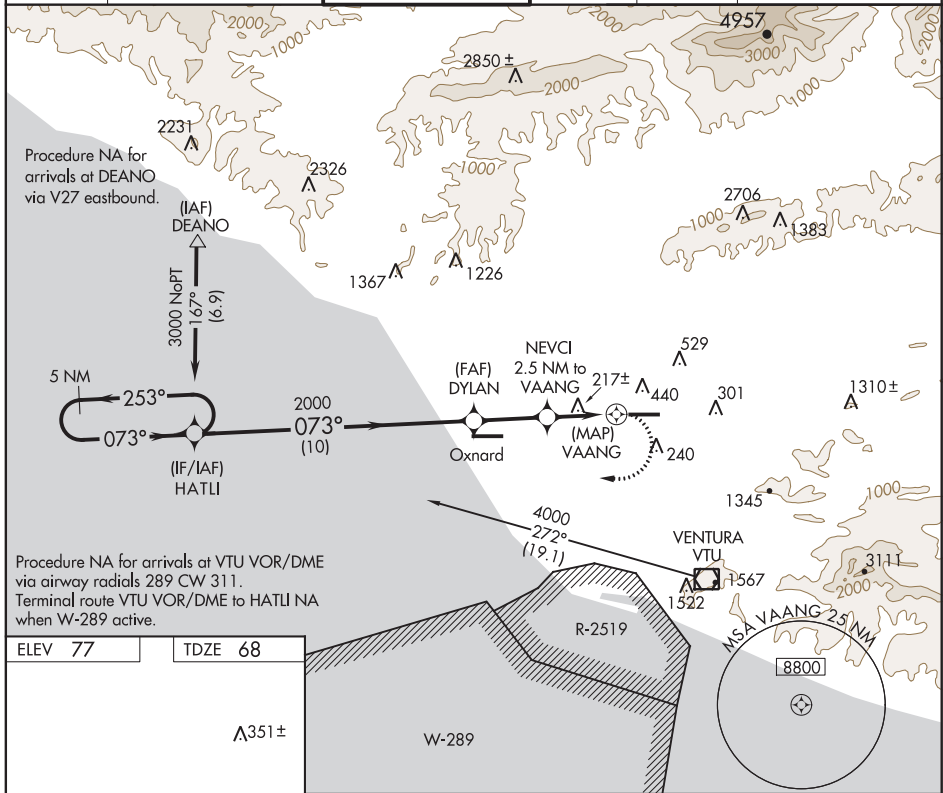 2000
1000
4957
3000
2000
2850 ±
2000
1000
1000
2231
Procedure NA for
arrivals at DEANO
via V27 eastbound.
2326
1000
(IAF)
DEANO
2706
1000
1383
1367
1226
3000 NoPT
167°
(6.9)
NEVCI
2.5 NM to
VAANG
529
(FAF)
DYLAN
217±
440
301
1310 ±
5 NM
253°
2000
073°
073°
(10)
(IF/IAF)
HATLI
Oxnard
(MAP)
VAANG
240
1345
1000
4000
272°
(19.1)
VENTURA
VTU
3111
2000
1567
1522
Procedure NA for arrivals at VTU VOR/DME
via airway radials 289 CW 311.
Terminal route VTU VOR/DME to HATLI NA
when W-289 active.
R-2519
MSA VAANG 25 NM
8800
ELEV 77
TDZE 68
351 ±
W-289